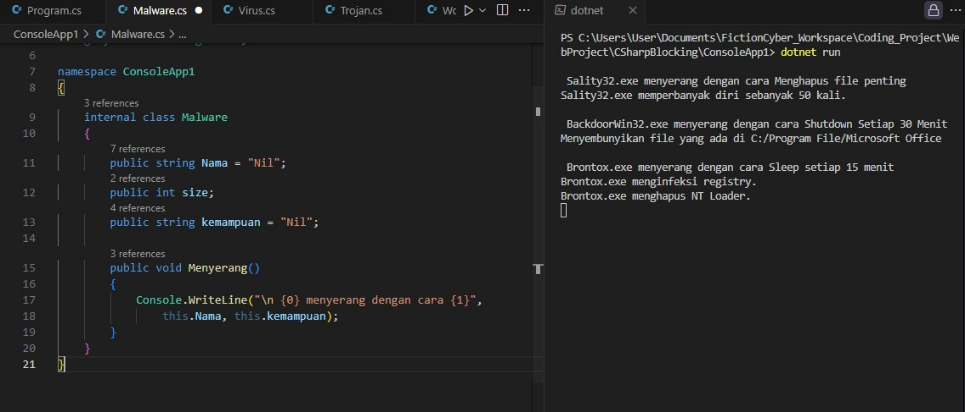 Program.cs
Malware.cs
Virus.cs
Trojan.cs
Wc
ConsoleApp1 > Malware.cs > ...
6
7 namespace ConsoleApp1
8 {
3 references
9 internal class Malware
10 {
7 references
11 public string Nama = "Nil";
2 references
12 public int size;
4 references
13 public string kemampuan = "Nil";
14
3 references
15 public void Menyerang()
16 {
17 Console.WriteLine("\n {0} menyerang dengan cara {1}",
18 this.Nama, this.kemampuan);
19 }
20 }
21 }
dotnet
PS C:\Users\User\Documents\FictionCyber_Workspace\Coding_Project\We
bProject\CSharpBlocking\ConsoleApp1> dotnet run
Sality32.exe menyerang dengan cara Menghapus file penting
Sality32.exe memperbanyak diri sebanyak 50 kali.
BackdoorWin32.exe menyerang dengan cara Shutdown Setiap 30 Menit
Menyembunyikan file yang ada di C:/Program File/Microsoft Office
Brontox.exe menyerang dengan cara Sleep setiap 15 menit
Brontox.exe menginfeksi registry.
Brontox.exe menghapus NT Loader.